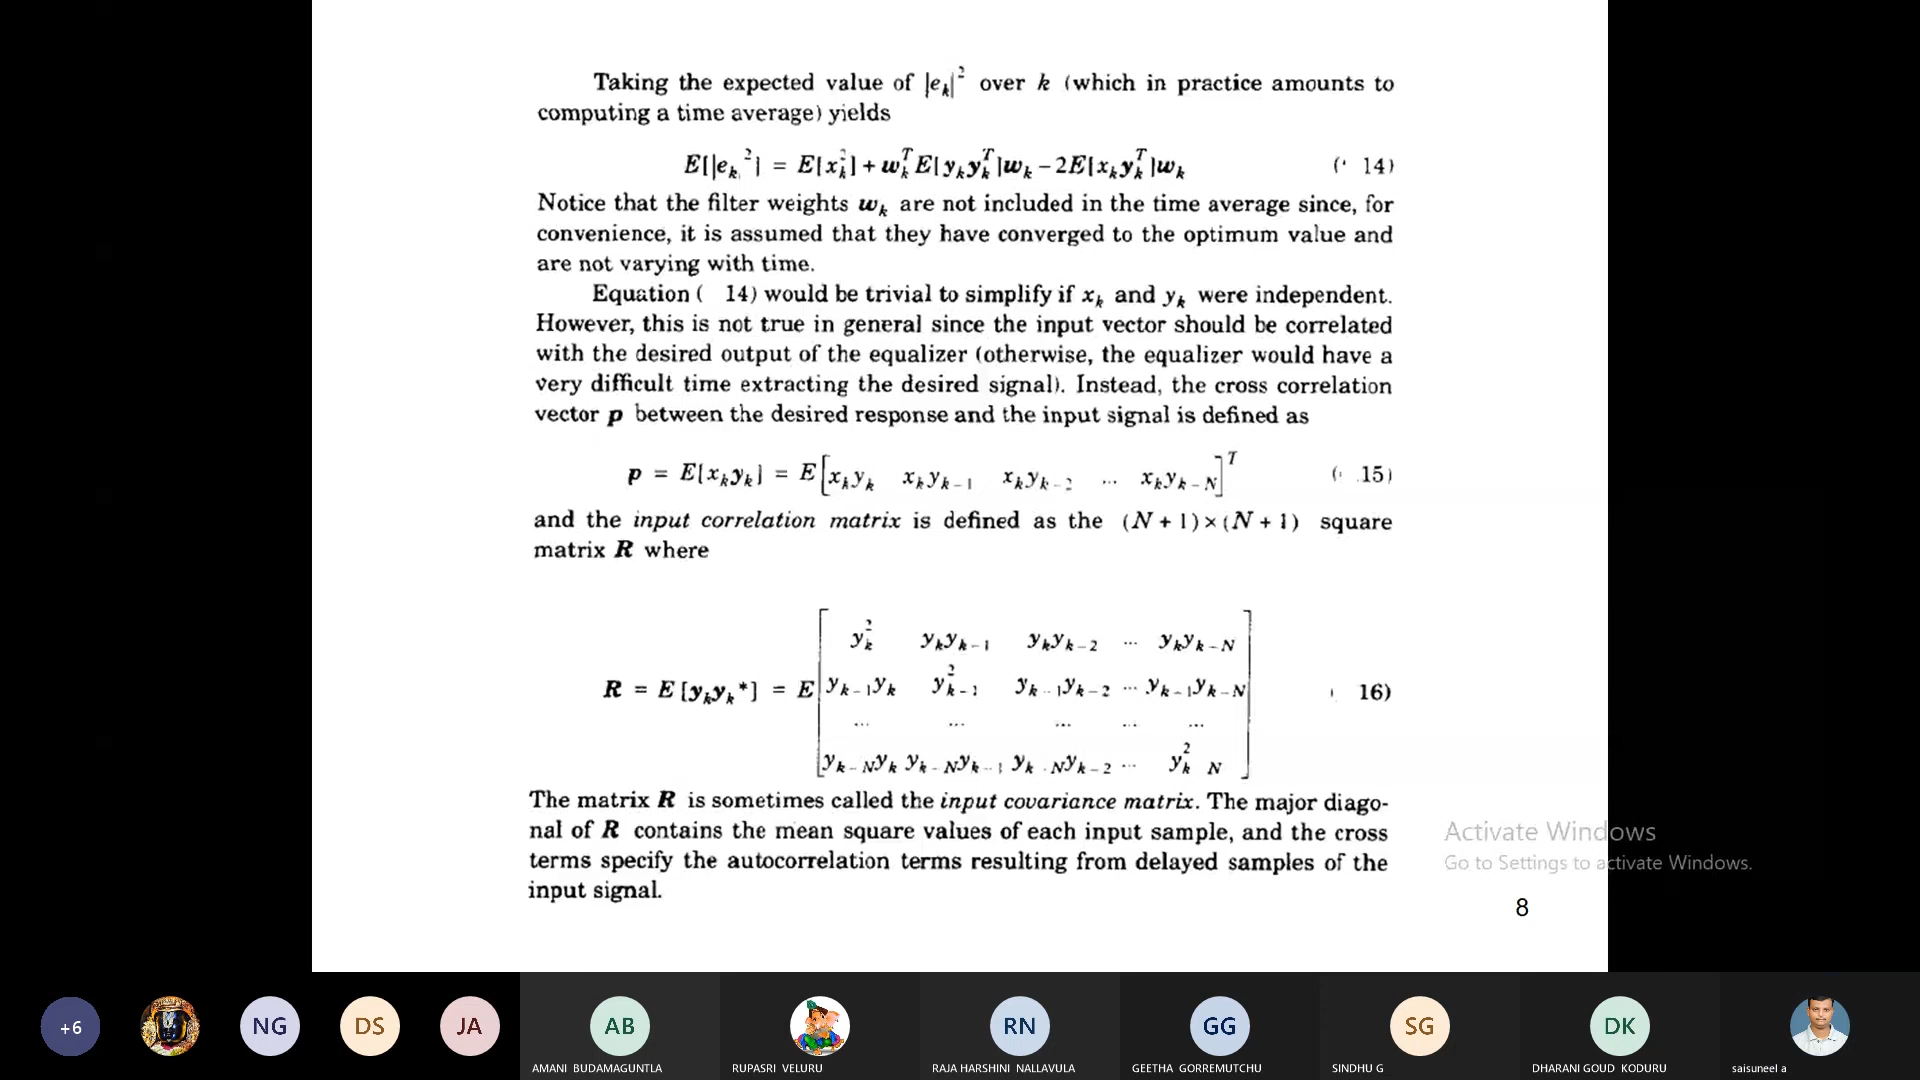 Taking the expected value of |e_k|^2 over k (which in practice amounts to
computing a time average) yields
E[|e_k ^2] = E[x_k^2] + w_k^T E[y_k y_k^T]w_k - 2E[x_k y_k^T]w_k ( 14)
Notice that the filter weights w_k are not included in the time average since, for
convenience, it is assumed that they have converged to the optimum value and
are not varying with time.
Equation ( 14) would be trivial to simplify if x_k and y_k were independent.
However, this is not true in general since the input vector should be correlated
with the desired output of the equalizer (otherwise, the equalizer would have a
very difficult time extracting the desired signal). Instead, the cross correlation
vector p between the desired response and the input signal is defined as
p = E[x_k y_k] = E[x_k y_k x_k y_{k-1} x_k y_{k-2} ... x_k y_{k-N}]^T ( 15)
and the input correlation matrix is defined as the (N + 1) × (N + 1) square
matrix R where
y_k^2 y_k y_{k-1} y_k y_{k-2} ... y_k y_{k-N}
R = E [y_k y_k*] = E y_{k-1} y_k y_{k-1}^2 y_{k-1} y_{k-2} ... y_{k-1} y_{k-N} 16)
... ... ... ... ...
y_{k-N} y_k y_{k-N} y_{k-1} y_{k-N} y_{k-2} ... y_{k N}^2
The matrix R is sometimes called the input covariance matrix. The major diago-
nal of R contains the mean square values of each input sample, and the cross
terms specify the autocorrelation terms resulting from delayed samples of the
input signal.
Activate Windows
Go to Settings to activate Windows.
8
+6
NG
DS
JA
AB
RN
GG
SG
DK
AMANI BUDAMAGUNTLA
RUPASRI VELURU
RAJA HARSHINI NALLAVULA
GEETHA GORREMUTCHU
SINDHU G
DHARANI GOUD KODURU
saisuneel a